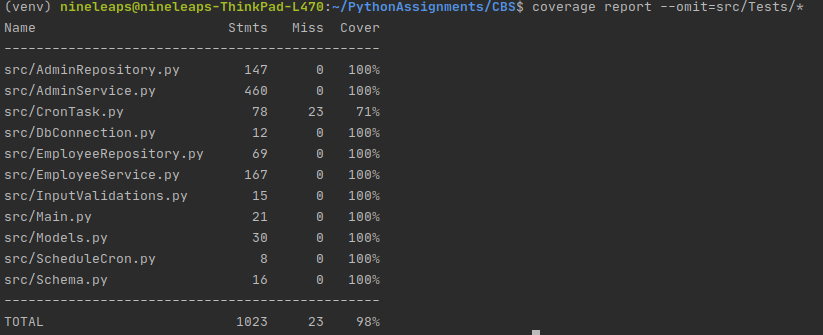 (venv) nineleaps@nineleaps-ThinkPad-L470:~/PythonAssignments/CBS$ coverage report --omit=src/Tests/*
Name                        Stmts   Miss  Cover
-----------------------------------------------
src/AdminRepository.py        147      0   100%
src/AdminService.py           460      0   100%
src/CronTask.py                78     23    71%
src/DbConnection.py            12      0   100%
src/EmployeeRepository.py      69      0   100%
src/EmployeeService.py        167      0   100%
src/InputValidations.py        15      0   100%
src/Main.py                    21      0   100%
src/Models.py                  30      0   100%
src/ScheduleCron.py             8      0   100%
src/Schema.py                  16      0   100%
-----------------------------------------------
TOTAL                        1023     23    98%